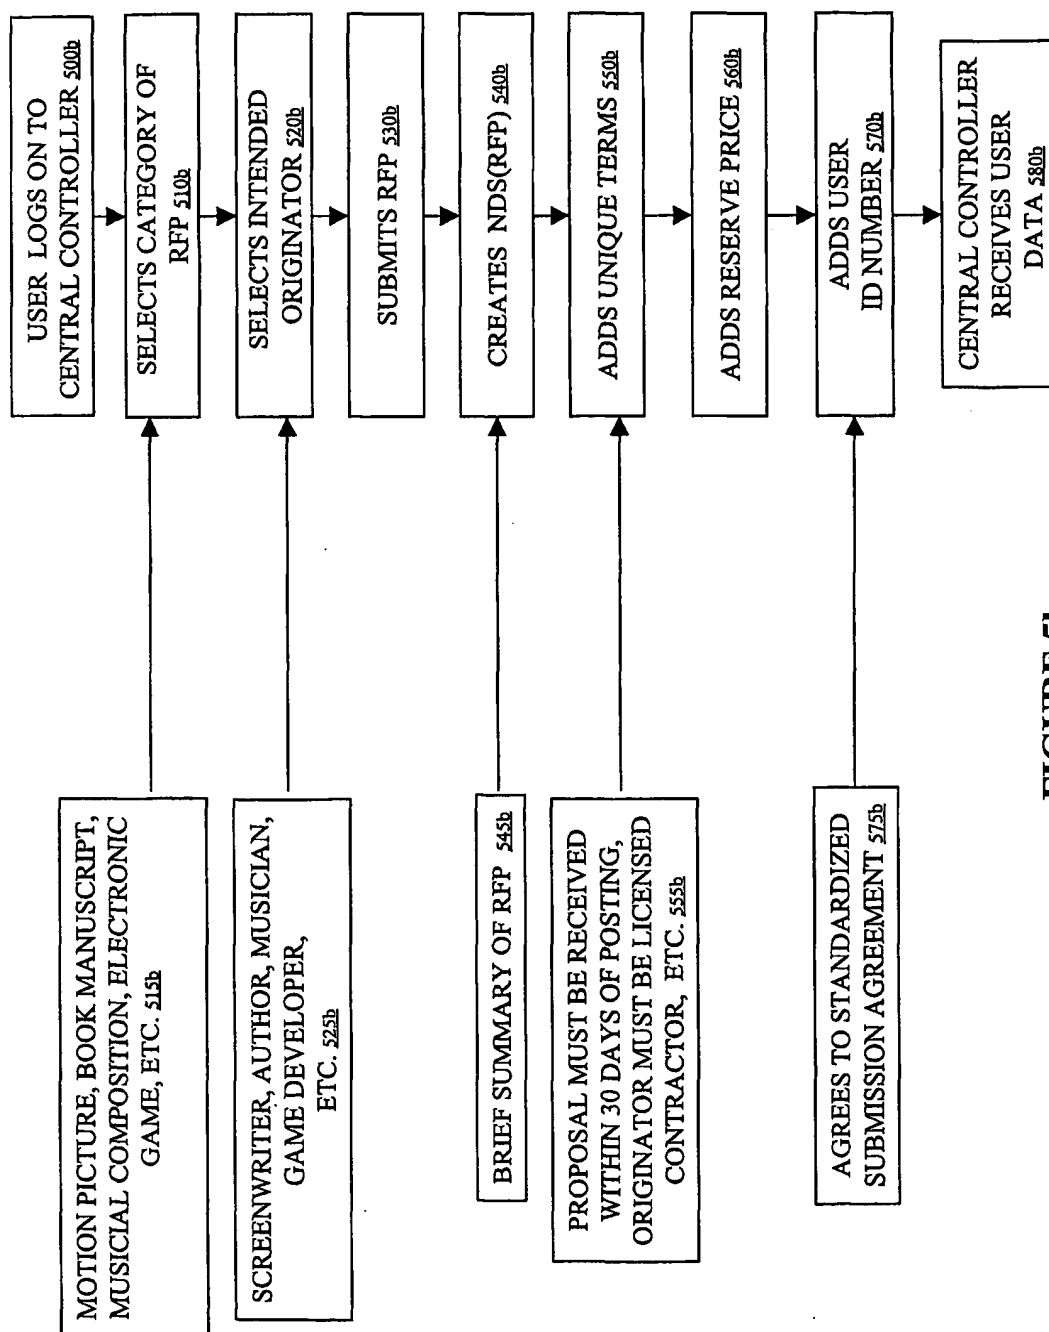 USER LOGS ON TO
CENTRAL CONTROLLER 500b
SELECTS CATEGORY OF
RFP 510b
SELECTS INTENDED
ORIGINATOR 520b
SUBMITS RFP 530b
CREATES NDS(RFP) 540b
ADDS UNIQUE TERMS 550b
ADDS RESERVE PRICE 560b
ADDS USER
ID NUMBER 570b
CENTRAL CONTROLLER
RECEIVES USER
DATA 580b
MOTION PICTURE, BOOK MANUSCRIPT,
MUSICIAL COMPOSITION, ELECTRONIC
GAME, ETC. 515b
SCREENWRITER, AUTHOR, MUSICIAN,
GAME DEVELOPER,
ETC. 525b
BRIEF SUMMARY OF RFP 545b
PROPOSAL MUST BE RECEIVED
WITHIN 30 DAYS OF POSTING,
ORIGINATOR MUST BE LICENSED
CONTRACTOR, ETC. 555b
AGREES TO STANDARDIZED
SUBMISSION AGREEMENT 575b
FIGURE 5b